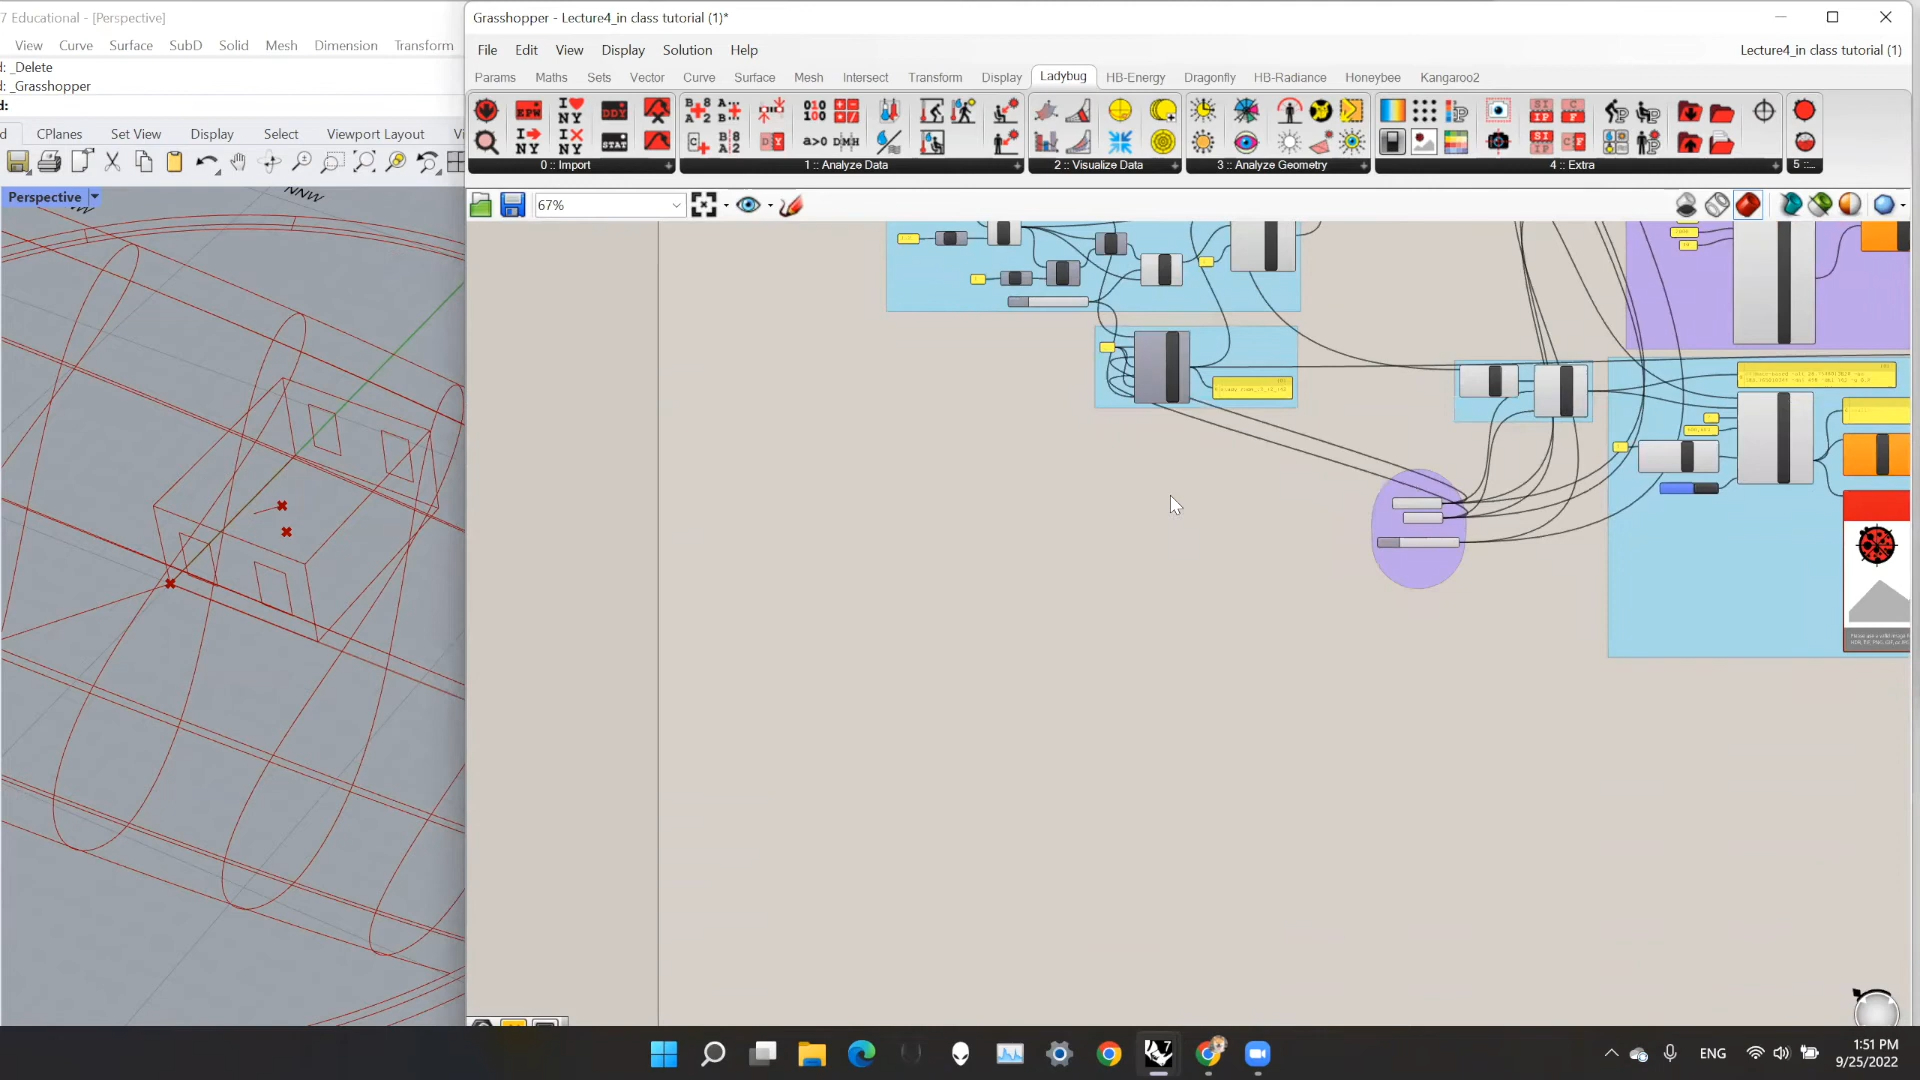 7 Educational - [Perspective]
View Curve Surface SubD Solid Mesh Dimension Transform
d: _Delete
d: _Grasshopper
d:
d CPlanes Set View Display Select Viewport Layout
Perspective
NNW
Grasshopper - Lecture4_in class tutorial (1)*
File Edit View Display Solution Help
Lecture4_in class tutorial (1)
Params Maths Sets Vector Curve Surface Mesh Intersect Transform Display Ladybug HB-Energy Dragonfly HB-Radiance Honeybee Kangaroo2
0 :: Import
1 :: Analyze Data
2 :: Visualize Data
3 :: Analyze Geometry
4 :: Extra
5 ::...
67%
ENG
1:51 PM
9/25/2022